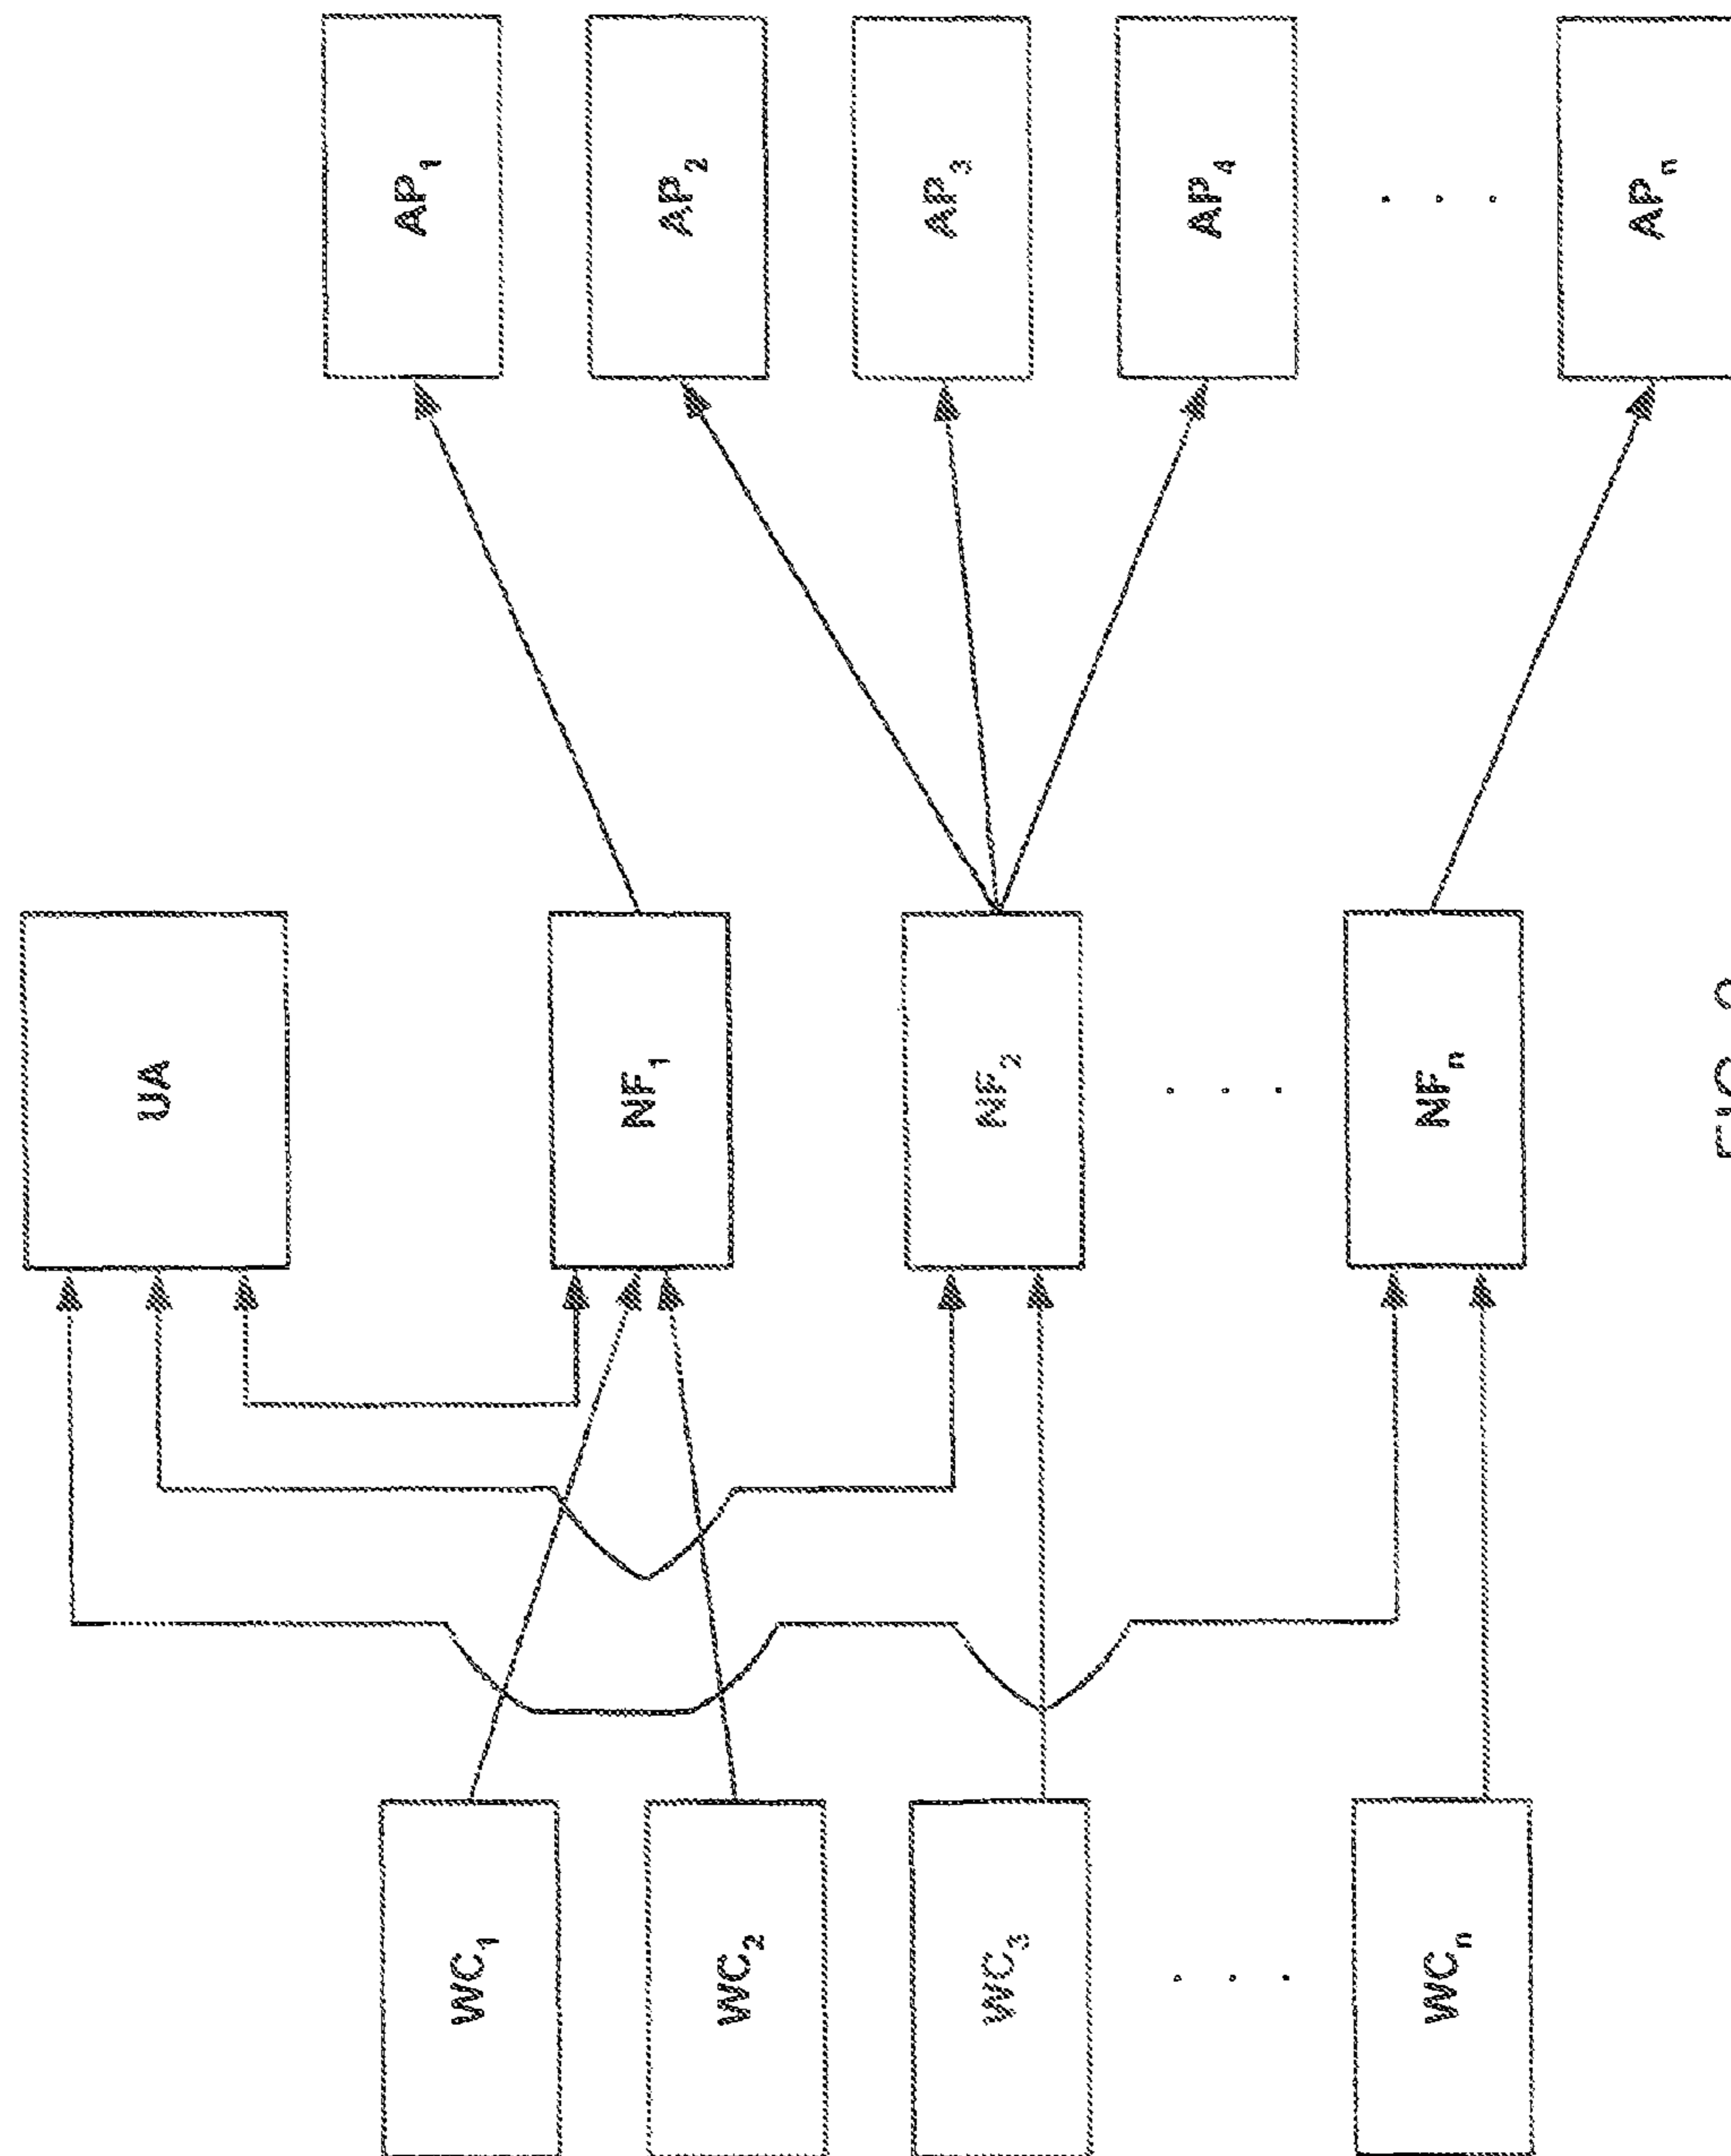 UA
WC₁
WC₂
WC₃
. . .
WCₙ
NF₁
NF₂
. . .
NFₙ
AP₁
AP₂
AP₃
AP₄
. . .
APₙ